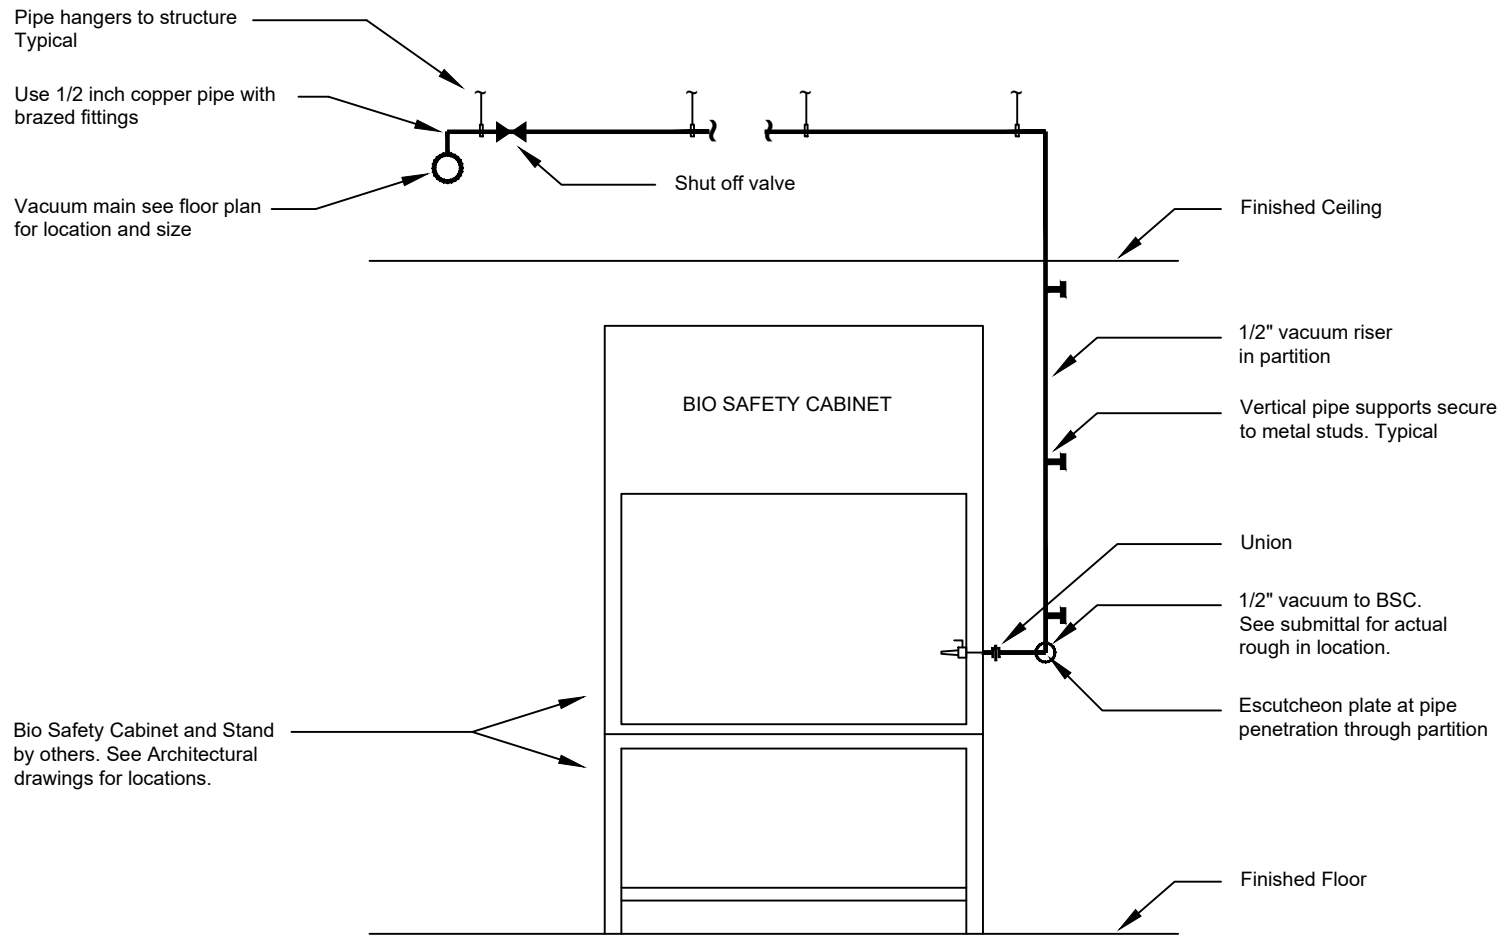 Pipe hangers to structure
Typical
Use 1/2 inch copper pipe with
brazed fittings
Vacuum main see floor plan
for location and size
Shut off valve
Finished Ceiling
1/2" vacuum riser
in partition
BIO SAFETY CABINET
Vertical pipe supports secure
to metal studs. Typical
Union
1/2" vacuum to BSC.
See submittal for actual
rough in location.
Escutcheon plate at pipe
penetration through partition
Bio Safety Cabinet and Stand
by others. See Architectural
drawings for locations.
Finished Floor